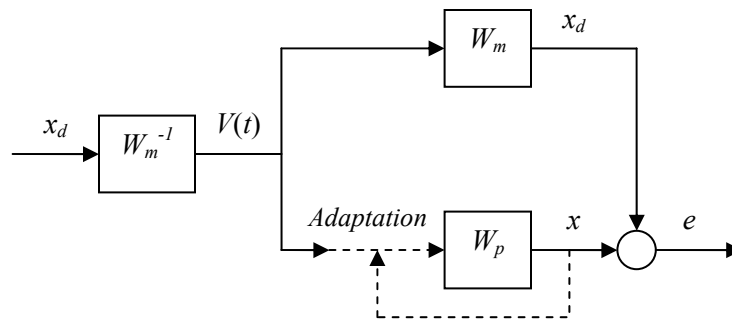 W_m
x_d
x_d
W_m^{-1}
V(t)
Adaptation
W_p
x
e